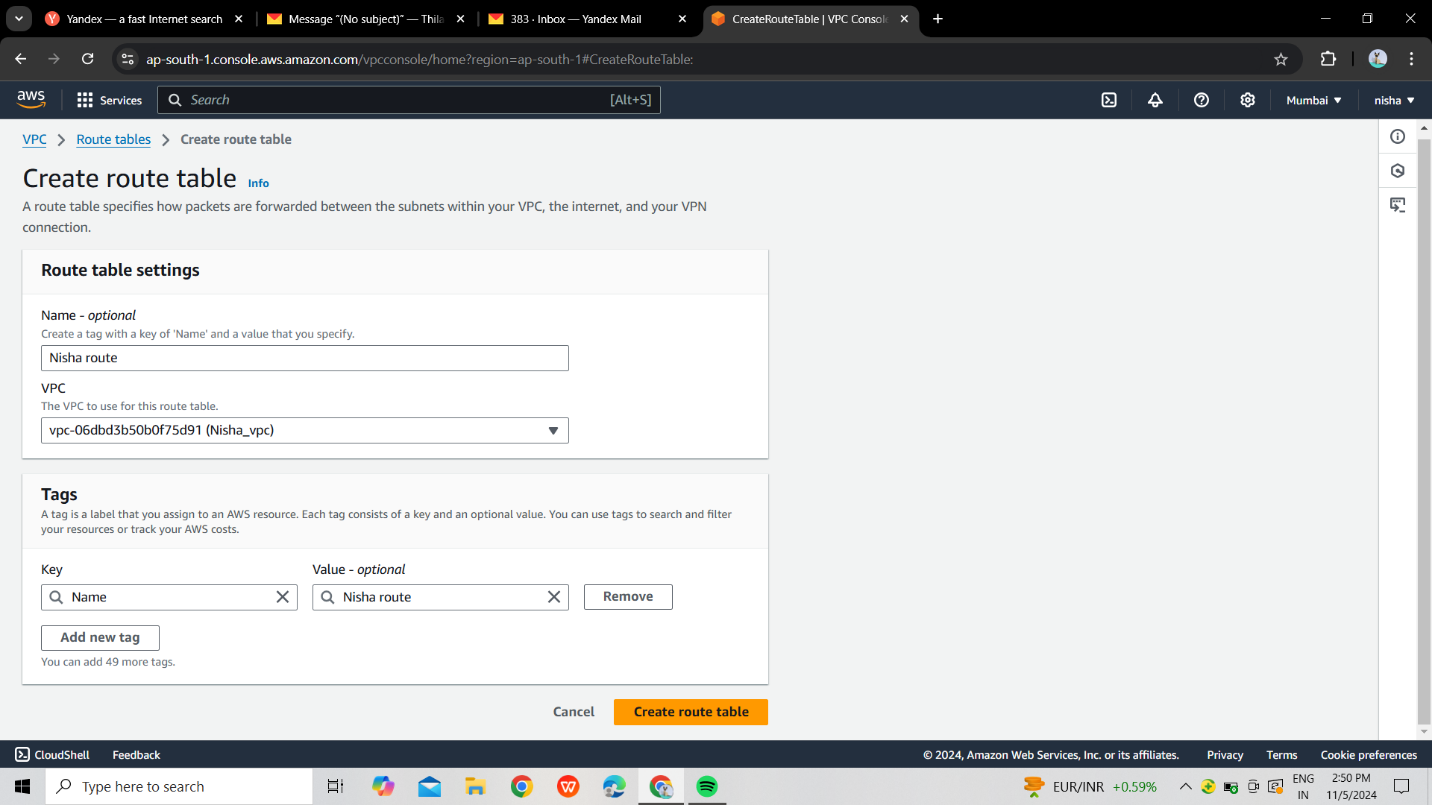 Yandex — a fast Internet search
Message "(No subject)" — Thila
383 · Inbox — Yandex Mail
CreateRouteTable | VPC Consol
ap-south-1.console.aws.amazon.com/vpcconsole/home?region=ap-south-1#CreateRouteTable:
aws
Services
Search
[Alt+S]
Mumbai
nisha
VPC
Route tables
Create route table
Create route table
Info
A route table specifies how packets are forwarded between the subnets within your VPC, the internet, and your VPN
connection.
Route table settings
Name - optional
Create a tag with a key of 'Name' and a value that you specify.
Nisha route
VPC
The VPC to use for this route table.
vpc-06dbd3b50b0f75d91 (Nisha_vpc)
Tags
A tag is a label that you assign to an AWS resource. Each tag consists of a key and an optional value. You can use tags to search and filter
your resources or track your AWS costs.
Key
Value - optional
Name
Nisha route
Remove
Add new tag
You can add 49 more tags.
Cancel
Create route table
CloudShell
Feedback
© 2024, Amazon Web Services, Inc. or its affiliates.
Privacy
Terms
Cookie preferences
Type here to search
EUR/INR +0.59%
ENG
IN
2:50 PM
11/5/2024